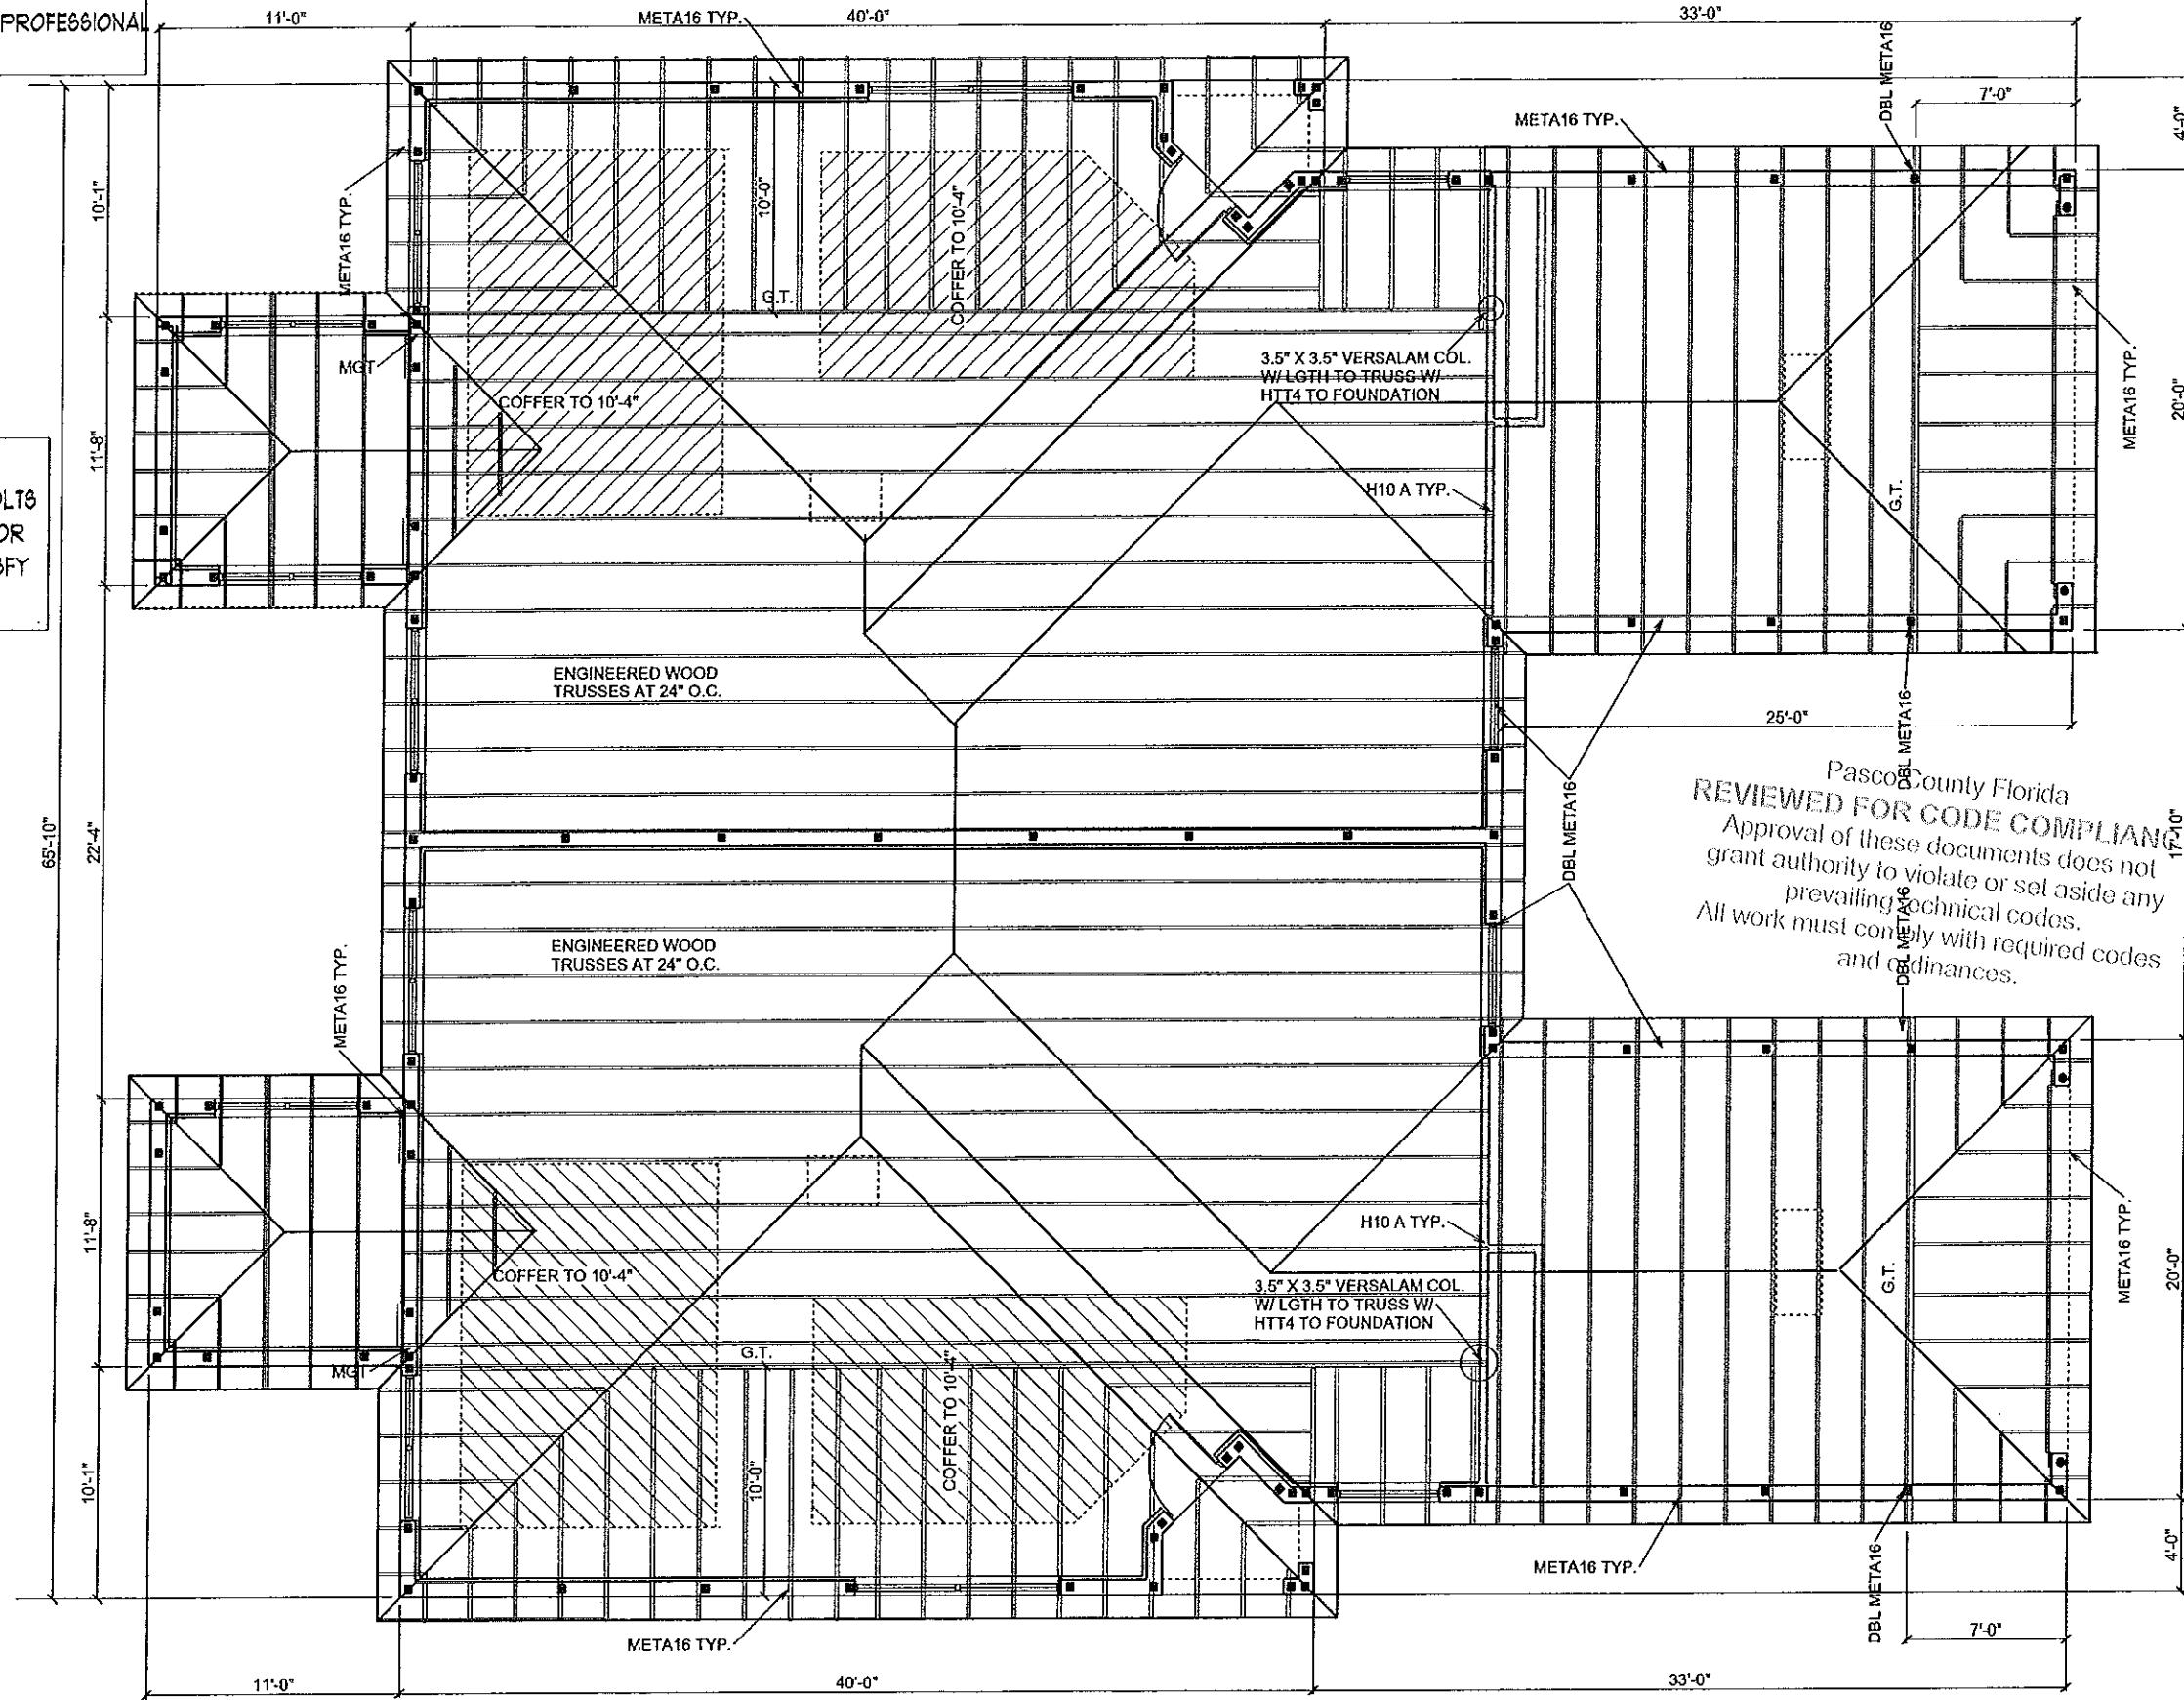 PROFESSIONAL
11'-0"
META16 TYP.
40'-0"
33'-0"
DBL META16
7'-0"
4'-0"
META16 TYP.
10'-1"
META16 TYP.
10'-0"
COFFER TO 10'-4"
G.T.
MGT
3.5" X 3.5" VERSALAM COL.
W/ LGTH TO TRUSS W/
HTT4 TO FOUNDATION
META16 TYP.
20'-0"
COFFER TO 10'-4"
11'-8"
H10 A TYP.
G.T.
ENGINEERED WOOD
TRUSSES AT 24" O.C.
25'-0"
DBL META16
65'-10"
22'-4"
DBL META16
Pasco County Florida
REVIEWED FOR CODE COMPLIANC
Approval of these documents does not
grant authority to violate or set aside any
prevailing technical codes.
All work must comply with required codes
and ordinances.
17'-10"
DBL META16
ENGINEERED WOOD
TRUSSES AT 24" O.C.
META16 TYP.
11'-8"
COFFER TO 10'-4"
H10 A TYP.
3.5" X 3.5" VERSALAM COL.
W/ LGTH TO TRUSS W/
HTT4 TO FOUNDATION
G.T.
META16 TYP.
20'-0"
MGT
G.T.
COFFER TO 10'-4"
10'-0"
10'-1"
META16 TYP.
META16 TYP.
DBL META16
4'-0"
7'-0"
11'-0"
40'-0"
33'-0"